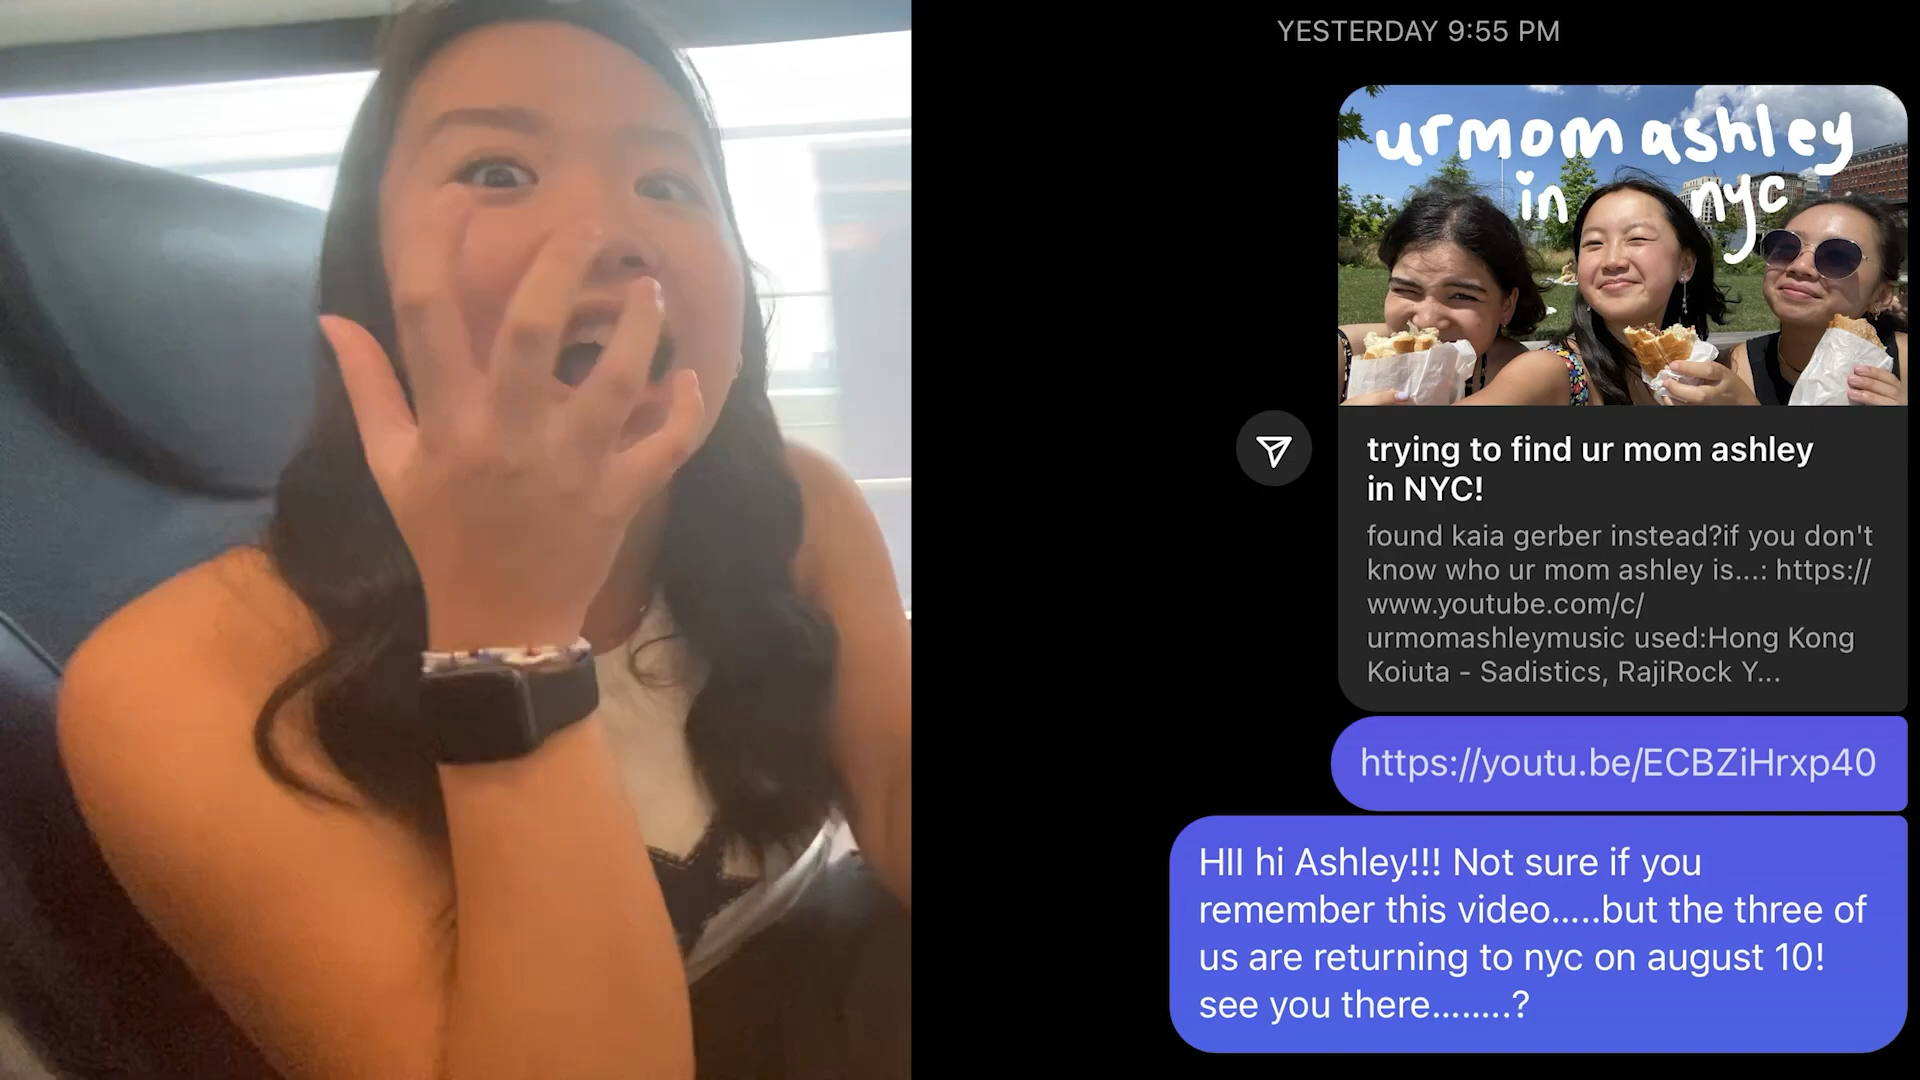 YESTERDAY 9:55 PM
urmomashley
in nyc
trying to find ur mom ashley
in NYC!
found kaia gerber instead?if you don't
know who ur mom ashley is...: https://
www.youtube.com/c/
urmomashleymusic used:Hong Kong
Koiuta - Sadistics, RajiRock Y...
https://youtu.be/ECBZiHrxp40
HII hi Ashley!!! Not sure if you
remember this video.....but the three of
us are returning to nyc on august 10!
see you there........?